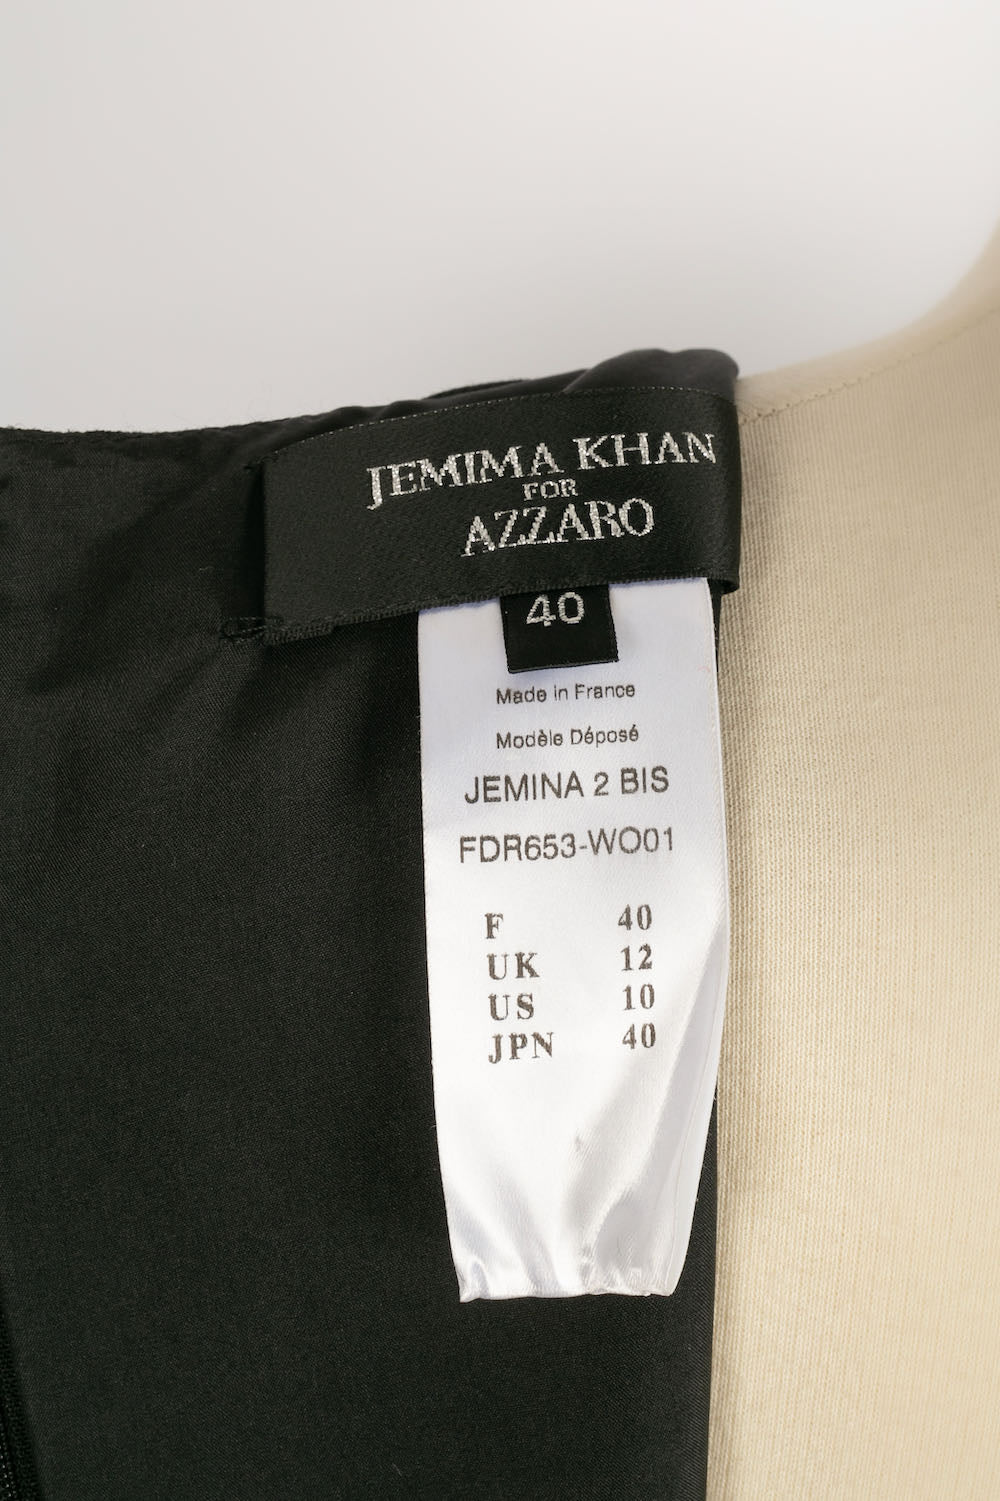 JEMIMA KHAN
FOR
AZZARO
40
Made in France
Modèle Déposé
JEMINA 2 BIS
FDR653-WO01
F 40
UK 12
US 10
JPN 40